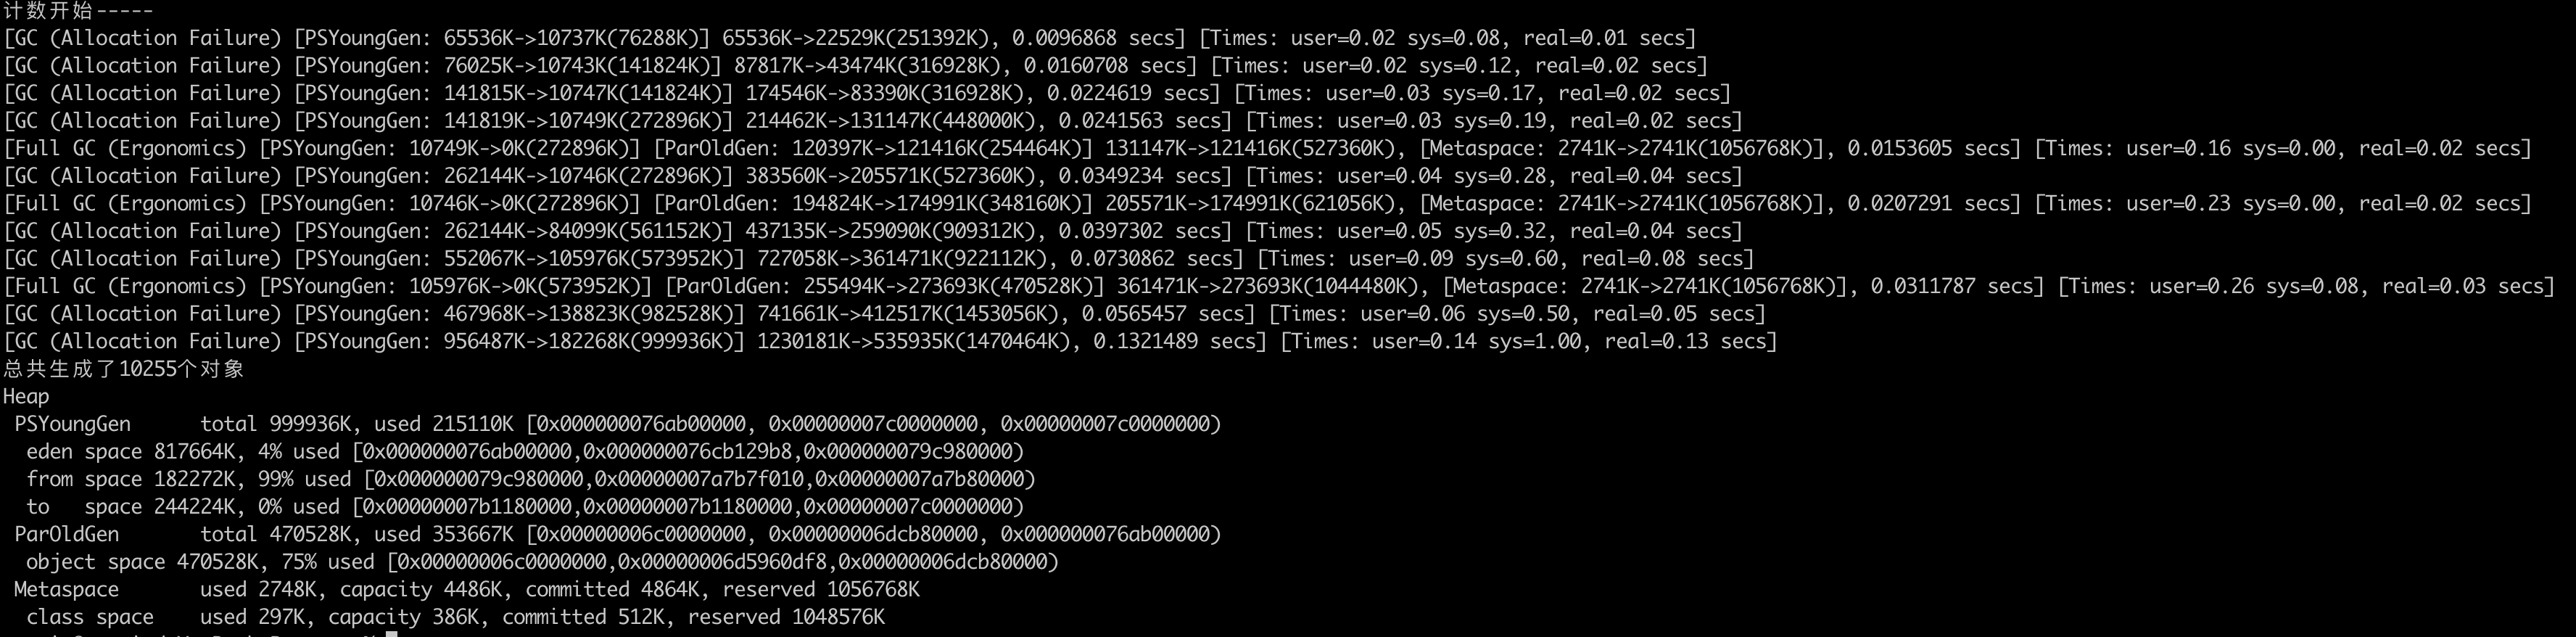 计数开始-----
[GC (Allocation Failure) [PSYoungGen: 65536K->10737K(76288K)] 65536K->22529K(251392K), 0.0096868 secs] [Times: user=0.02 sys=0.08, real=0.01 secs]
[GC (Allocation Failure) [PSYoungGen: 76025K->10743K(141824K)] 87817K->43474K(316928K), 0.0160708 secs] [Times: user=0.02 sys=0.12, real=0.02 secs]
[GC (Allocation Failure) [PSYoungGen: 141815K->10747K(141824K)] 174546K->83390K(316928K), 0.0224619 secs] [Times: user=0.03 sys=0.17, real=0.02 secs]
[GC (Allocation Failure) [PSYoungGen: 141819K->10749K(272896K)] 214462K->131147K(448000K), 0.0241563 secs] [Times: user=0.03 sys=0.19, real=0.02 secs]
[Full GC (Ergonomics) [PSYoungGen: 10749K->0K(272896K)] [ParOldGen: 120397K->121416K(254464K)] 131147K->121416K(527360K), [Metaspace: 2741K->2741K(1056768K)], 0.0153605 secs] [Times: user=0.16 sys=0.00, real=0.02 secs]
[GC (Allocation Failure) [PSYoungGen: 262144K->10746K(272896K)] 383560K->205571K(527360K), 0.0349234 secs] [Times: user=0.04 sys=0.28, real=0.04 secs]
[Full GC (Ergonomics) [PSYoungGen: 10746K->0K(272896K)] [ParOldGen: 194824K->174991K(348160K)] 205571K->174991K(621056K), [Metaspace: 2741K->2741K(1056768K)], 0.0207291 secs] [Times: user=0.23 sys=0.00, real=0.02 secs]
[GC (Allocation Failure) [PSYoungGen: 262144K->84099K(561152K)] 437135K->259090K(909312K), 0.0397302 secs] [Times: user=0.05 sys=0.32, real=0.04 secs]
[GC (Allocation Failure) [PSYoungGen: 552067K->105976K(573952K)] 727058K->361471K(922112K), 0.0730862 secs] [Times: user=0.09 sys=0.60, real=0.08 secs]
[Full GC (Ergonomics) [PSYoungGen: 105976K->0K(573952K)] [ParOldGen: 255494K->273693K(470528K)] 361471K->273693K(1044480K), [Metaspace: 2741K->2741K(1056768K)], 0.0311787 secs] [Times: user=0.26 sys=0.08, real=0.03 secs]
[GC (Allocation Failure) [PSYoungGen: 467968K->138823K(982528K)] 741661K->412517K(1453056K), 0.0565457 secs] [Times: user=0.06 sys=0.50, real=0.05 secs]
[GC (Allocation Failure) [PSYoungGen: 956487K->182268K(999936K)] 1230181K->535935K(1470464K), 0.1321489 secs] [Times: user=0.14 sys=1.00, real=0.13 secs]
总共生成了10255个对象
Heap
 PSYoungGen      total 999936K, used 215110K [0x000000076ab00000, 0x00000007c0000000, 0x00000007c0000000)
  eden space 817664K, 4% used [0x000000076ab00000,0x000000076cb129b8,0x000000079c980000)
  from space 182272K, 99% used [0x000000079c980000,0x00000007a7b7f010,0x00000007a7b80000)
  to   space 244224K, 0% used [0x00000007b1180000,0x00000007b1180000,0x00000007c0000000)
 ParOldGen       total 470528K, used 353667K [0x00000006c0000000, 0x00000006dcb80000, 0x000000076ab00000)
  object space 470528K, 75% used [0x00000006c0000000,0x00000006d5960df8,0x00000006dcb80000)
 Metaspace       used 2748K, capacity 4486K, committed 4864K, reserved 1056768K
  class space    used 297K, capacity 386K, committed 512K, reserved 1048576K